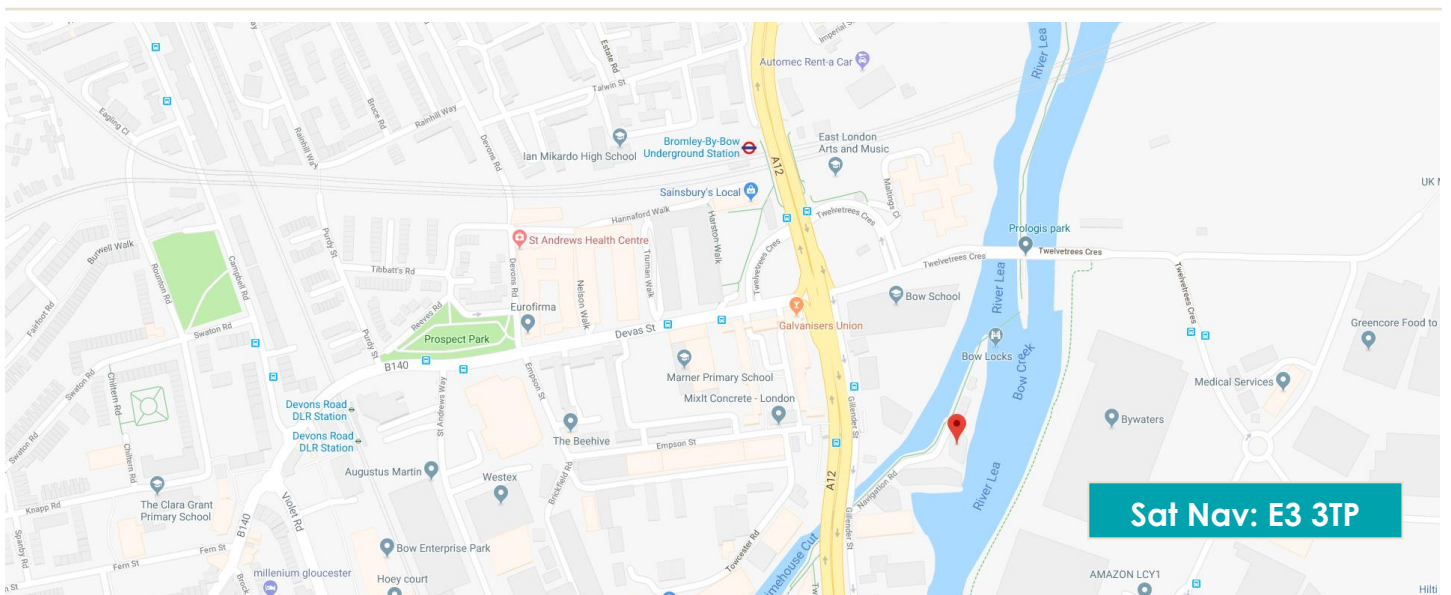 Imperial St
River Lea
Estate Rd
Automec Rent-a Car
Talwin St
Eagling Cl
Bruce Rd
Rainhill Way
Rainhill Way
Devons Rd
Ian Mikardo High School
Bromley-By-Bow
Underground Station
A12
East London
Arts and Music
Sainsbury's Local
Maltings Cl
UK
Hannaford Walk
Harston Walk
Twelvetrees Cres
Purdy St
St Andrews Health Centre
Prologis park
Burwell Walk
Rounton Rd
Campbell Rd
Tibbatt's Rd
Devons Rd
Nelson Walk
Truman Walk
Twelvetrees Cres
Twelvetrees Cres
Twelvetrees Cres
Twelvetrees Cres
Fairfoot Rd
Reeves Rd
Eurofirma
River Lea
Bow School
Swaton Rd
Purdy St
Prospect Park
Devas St
Galvanisers Union
Greencore Food to
B140
Bow Locks
Bow Creek
Swaton Rd
Chiltern Rd
Empson St
Marner Primary School
Medical Services
St Andrews Way
MixIt Concrete - London
Gillender St
Devons Road
DLR Station
Bywaters
Swaton Rd
Devons Road
DLR Station
The Beehive
Empson St
Chiltern Rd
Augustus Martin
Westex
Brickfield Rd
A12
Navigation Rd
River Lea
Knapp Rd
The Clara Grant
Primary School
Violet Rd
Sat Nav: E3 3TP
B140
Gillender St
Spanby Rd
Fern St
Bow Enterprise Park
Towcester Rd
Limehouse Cut
Fern St
millenium gloucester
Hoey court
AMAZON LCY1
Brock
Hilti